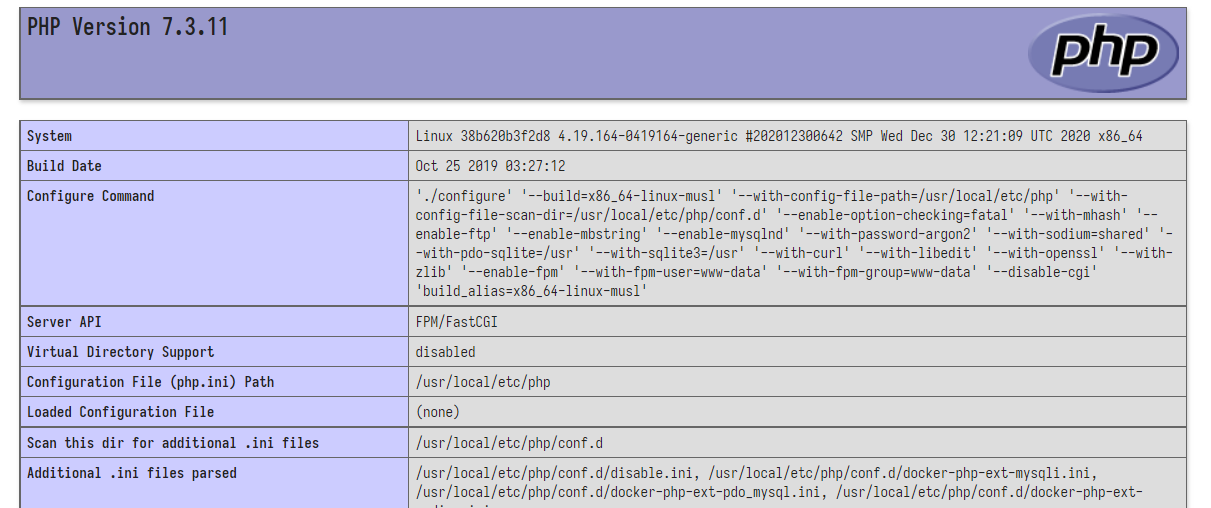 PHP Version 7.3.11
php
System
Linux 38b620b3f2d8 4.19.164-0419164-generic #202012300642 SMP Wed Dec 30 12:21:09 UTC 2020 x86_64
Build Date
Oct 25 2019 03:27:12
Configure Command
'./configure' '--build=x86_64-linux-musl' '--with-config-file-path=/usr/local/etc/php' '--with-
config-file-scan-dir=/usr/local/etc/php/conf.d' '--enable-option-checking=fatal' '--with-mhash' '--
enable-ftp' '--enable-mbstring' '--enable-mysqlnd' '--with-password-argon2' '--with-sodium=shared' '-
-with-pdo-sqlite=/usr' '--with-sqlite3=/usr' '--with-curl' '--with-libedit' '--with-openssl' '--with-
zlib' '--enable-fpm' '--with-fpm-user=www-data' '--with-fpm-group=www-data' '--disable-cgi'
'build_alias=x86_64-linux-musl'
Server API
FPM/FastCGI
Virtual Directory Support
disabled
Configuration File (php.ini) Path
/usr/local/etc/php
Loaded Configuration File
(none)
Scan this dir for additional .ini files
/usr/local/etc/php/conf.d
Additional .ini files parsed
/usr/local/etc/php/conf.d/disable.ini, /usr/local/etc/php/conf.d/docker-php-ext-mysqli.ini,
/usr/local/etc/php/conf.d/docker-php-ext-pdo_mysql.ini, /usr/local/etc/php/conf.d/docker-php-ext-